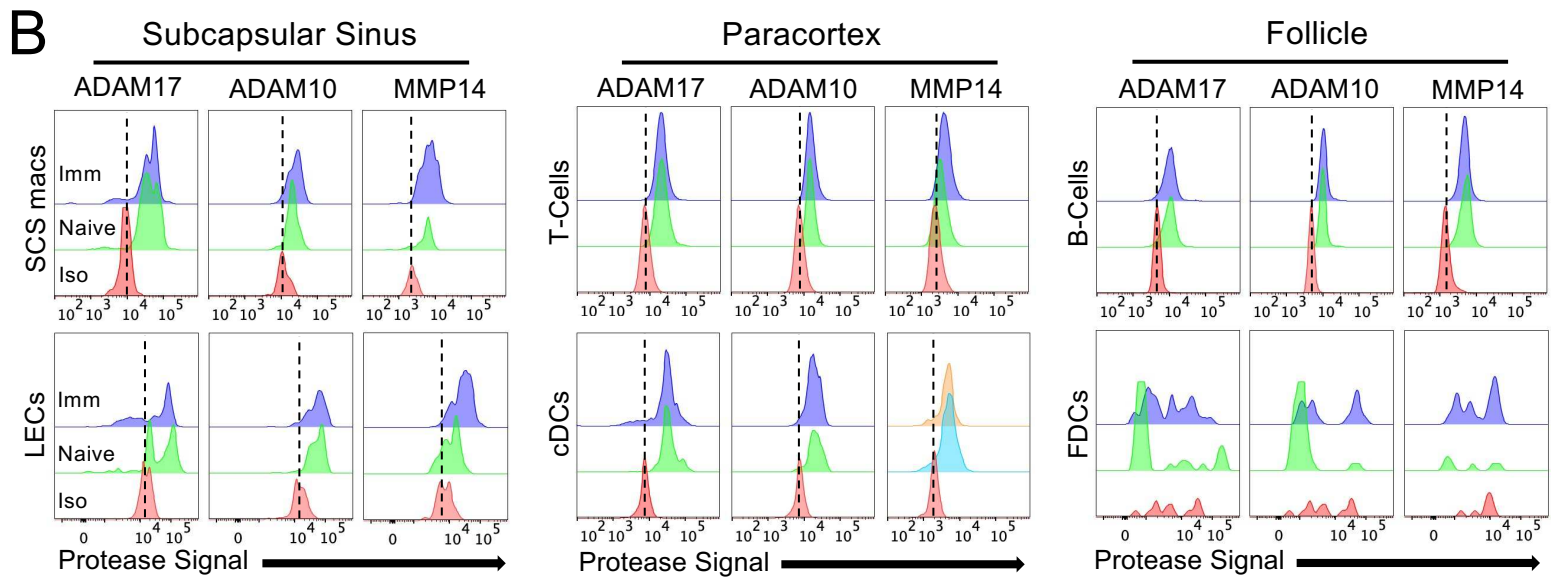 B
Subcapsular Sinus Paracortex Follicle
ADAM17 ADAM10 MMP14 ADAM17 ADAM10 MMP14 ADAM17 ADAM10 MMP14
SCS macs
Imm
Naive
Iso
T-Cells
B-Cells
10² 10³ 10⁴ 10⁵ 10² 10³ 10⁴ 10⁵ 10² 10³ 10⁴ 10⁵ 10² 10³ 10⁴ 10⁵ 10² 10³ 10⁴ 10⁵ 10² 10³ 10⁴ 10⁵ 10² 10³ 10⁴ 10⁵ 10² 10³ 10⁴ 10⁵ 10² 10³ 10⁴ 10⁵
LECs
Imm
Naive
Iso
cDCs
FDCs
0 10⁴ 10⁵ 0 10⁴ 10⁵ 0 10⁴ 10⁵ 10² 10³ 10⁴ 10⁵ 10² 10³ 10⁴ 10⁵ 10² 10³ 10⁴ 10⁵ 0 10⁴ 10⁵ 0 10⁴ 10⁵ 0 10⁴ 10⁵
Protease Signal Protease Signal Protease Signal